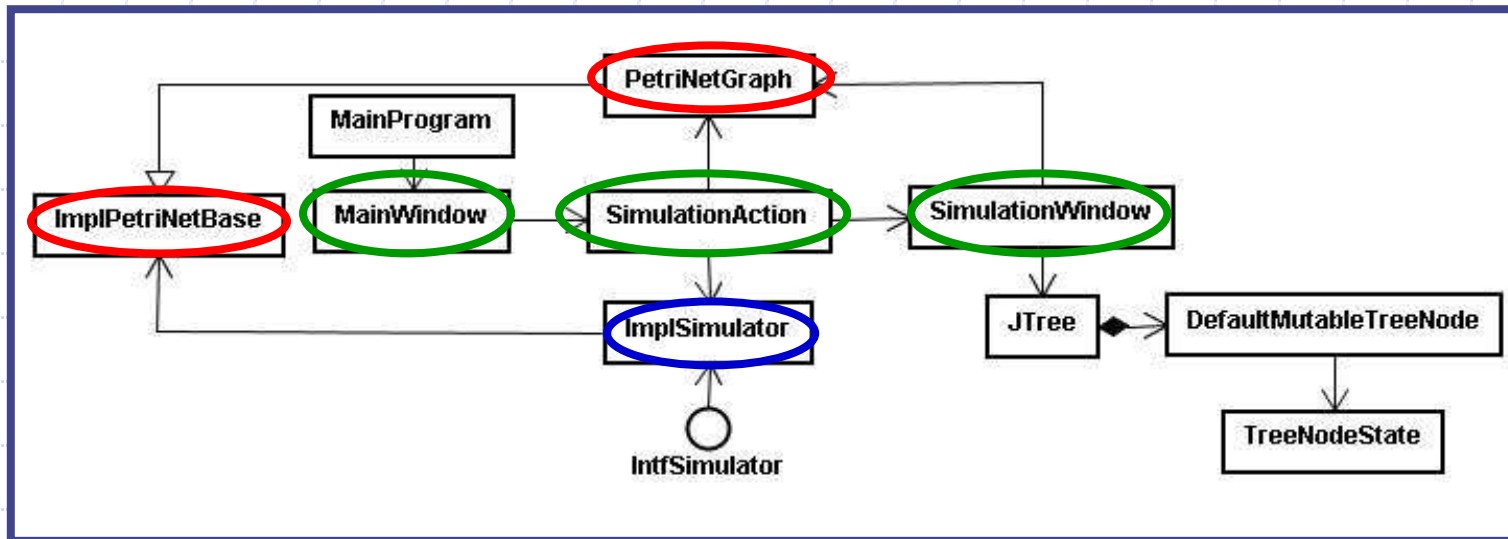 PetriNetGraph
MainProgram
ImplPetriNetBase
MainWindow
SimulationAction
SimulationWindow
ImplSimulator
JTree
DefaultMutableTreeNode
TreeNodeState
IntfSimulator